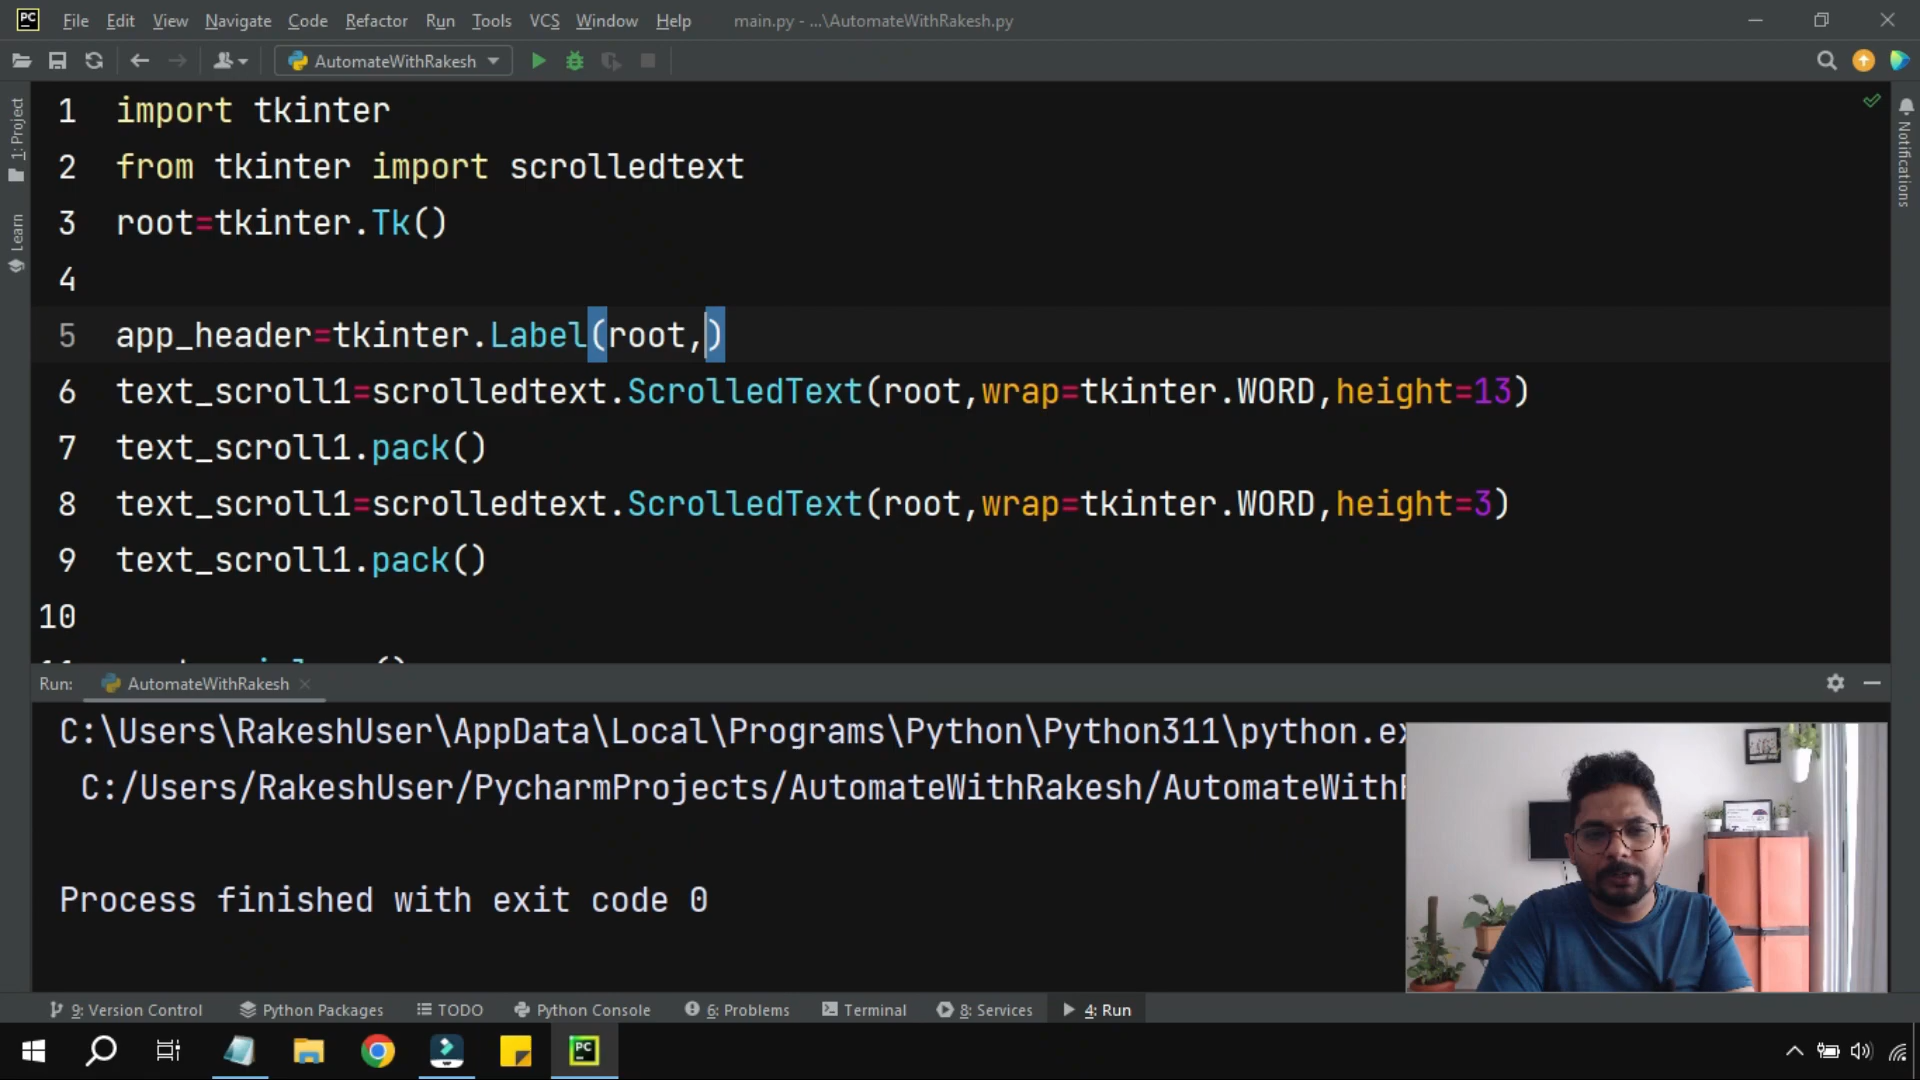 PC File Edit View Navigate Code Refactor Run Tools VCS Window Help main.py - ...\AutomateWithRakesh.py
AutomateWithRakesh
1: Project
Learn
Notifications
1 import tkinter
2 from tkinter import scrolledtext
3 root=tkinter.Tk()
4
5 app_header=tkinter.Label(root,)
6 text_scroll1=scrolledtext.ScrolledText(root,wrap=tkinter.WORD,height=13)
7 text_scroll1.pack()
8 text_scroll1=scrolledtext.ScrolledText(root,wrap=tkinter.WORD,height=3)
9 text_scroll1.pack()
10
Run: AutomateWithRakesh
C:\Users\RakeshUser\AppData\Local\Programs\Python\Python311\python.ex
C:/Users/RakeshUser/PycharmProjects/AutomateWithRakesh/AutomateWith
Process finished with exit code 0
9: Version Control Python Packages TODO Python Console 6: Problems Terminal 8: Services 4: Run
PC